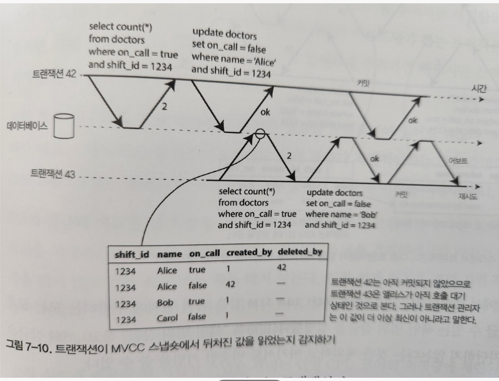 select count(*)
from doctors
where on_call = true
and shift_id = 1234
update doctors
set on_call = false
where name = 'Alice'
and shift_id = 1234
트랜잭션 42
커밋
시간
2
ok
ok
데이터베이스
2
ok
어보트
트랜잭션 43
커밋
재시도
select count(*)
from doctors
where on_call = true
and shift_id = 1234
update doctors
set on_call = false
where name = 'Bob'
and shift_id = 1234
shift_id name on_call created_by deleted_by
1234 Alice true 1 42
1234 Alice false 42 —
1234 Bob true 1 —
1234 Carol false 1 —
트랜잭션 42는 아직 커밋되지 않았으므로
트랜잭션 43은 앨리스가 아직 호출 대기
상태인 것으로 본다. 그러나 트랜잭션 관리자
는 이 값이 더 이상 최신이 아니라고 말한다.
그림 7-10. 트랜잭션이 MVCC 스냅숏에서 뒤처진 값을 읽었는지 감지하기